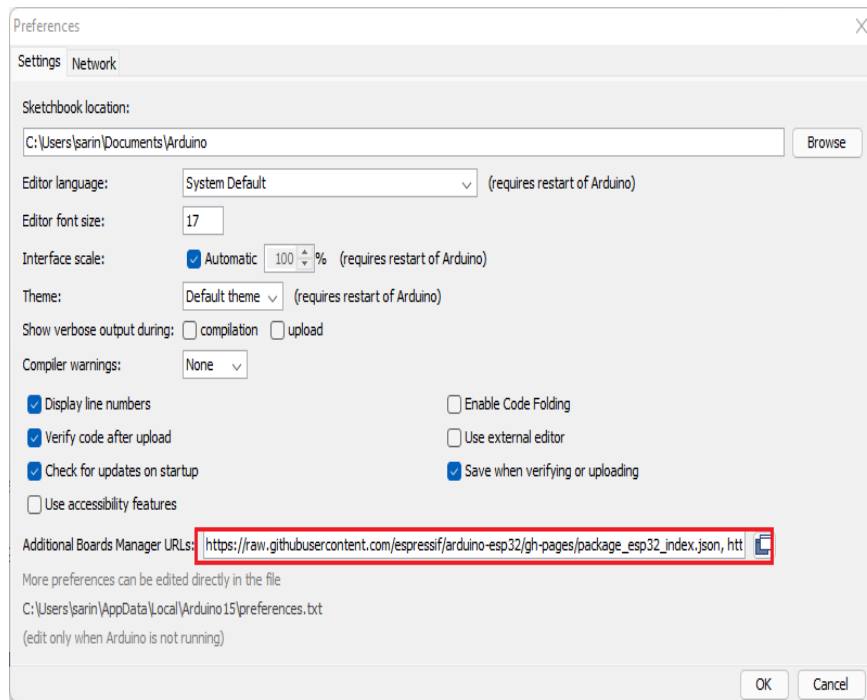 Preferences
Settings Network
Sketchbook location:
C:\Users\sarin\Documents\Arduino Browse
Editor language: System Default (requires restart of Arduino)
Editor font size: 17
Interface scale: Automatic 100 % (requires restart of Arduino)
Theme: Default theme (requires restart of Arduino)
Show verbose output during: compilation upload
Compiler warnings: None
Display line numbers Enable Code Folding
Verify code after upload Use external editor
Check for updates on startup Save when verifying or uploading
Use accessibility features
Additional Boards Manager URLs: https://raw.githubusercontent.com/espressif/arduino-esp32/gh-pages/package_esp32_index.json, htt
More preferences can be edited directly in the file
C:\Users\sarin\AppData\Local\Arduino15\preferences.txt
(edit only when Arduino is not running)
OK Cancel